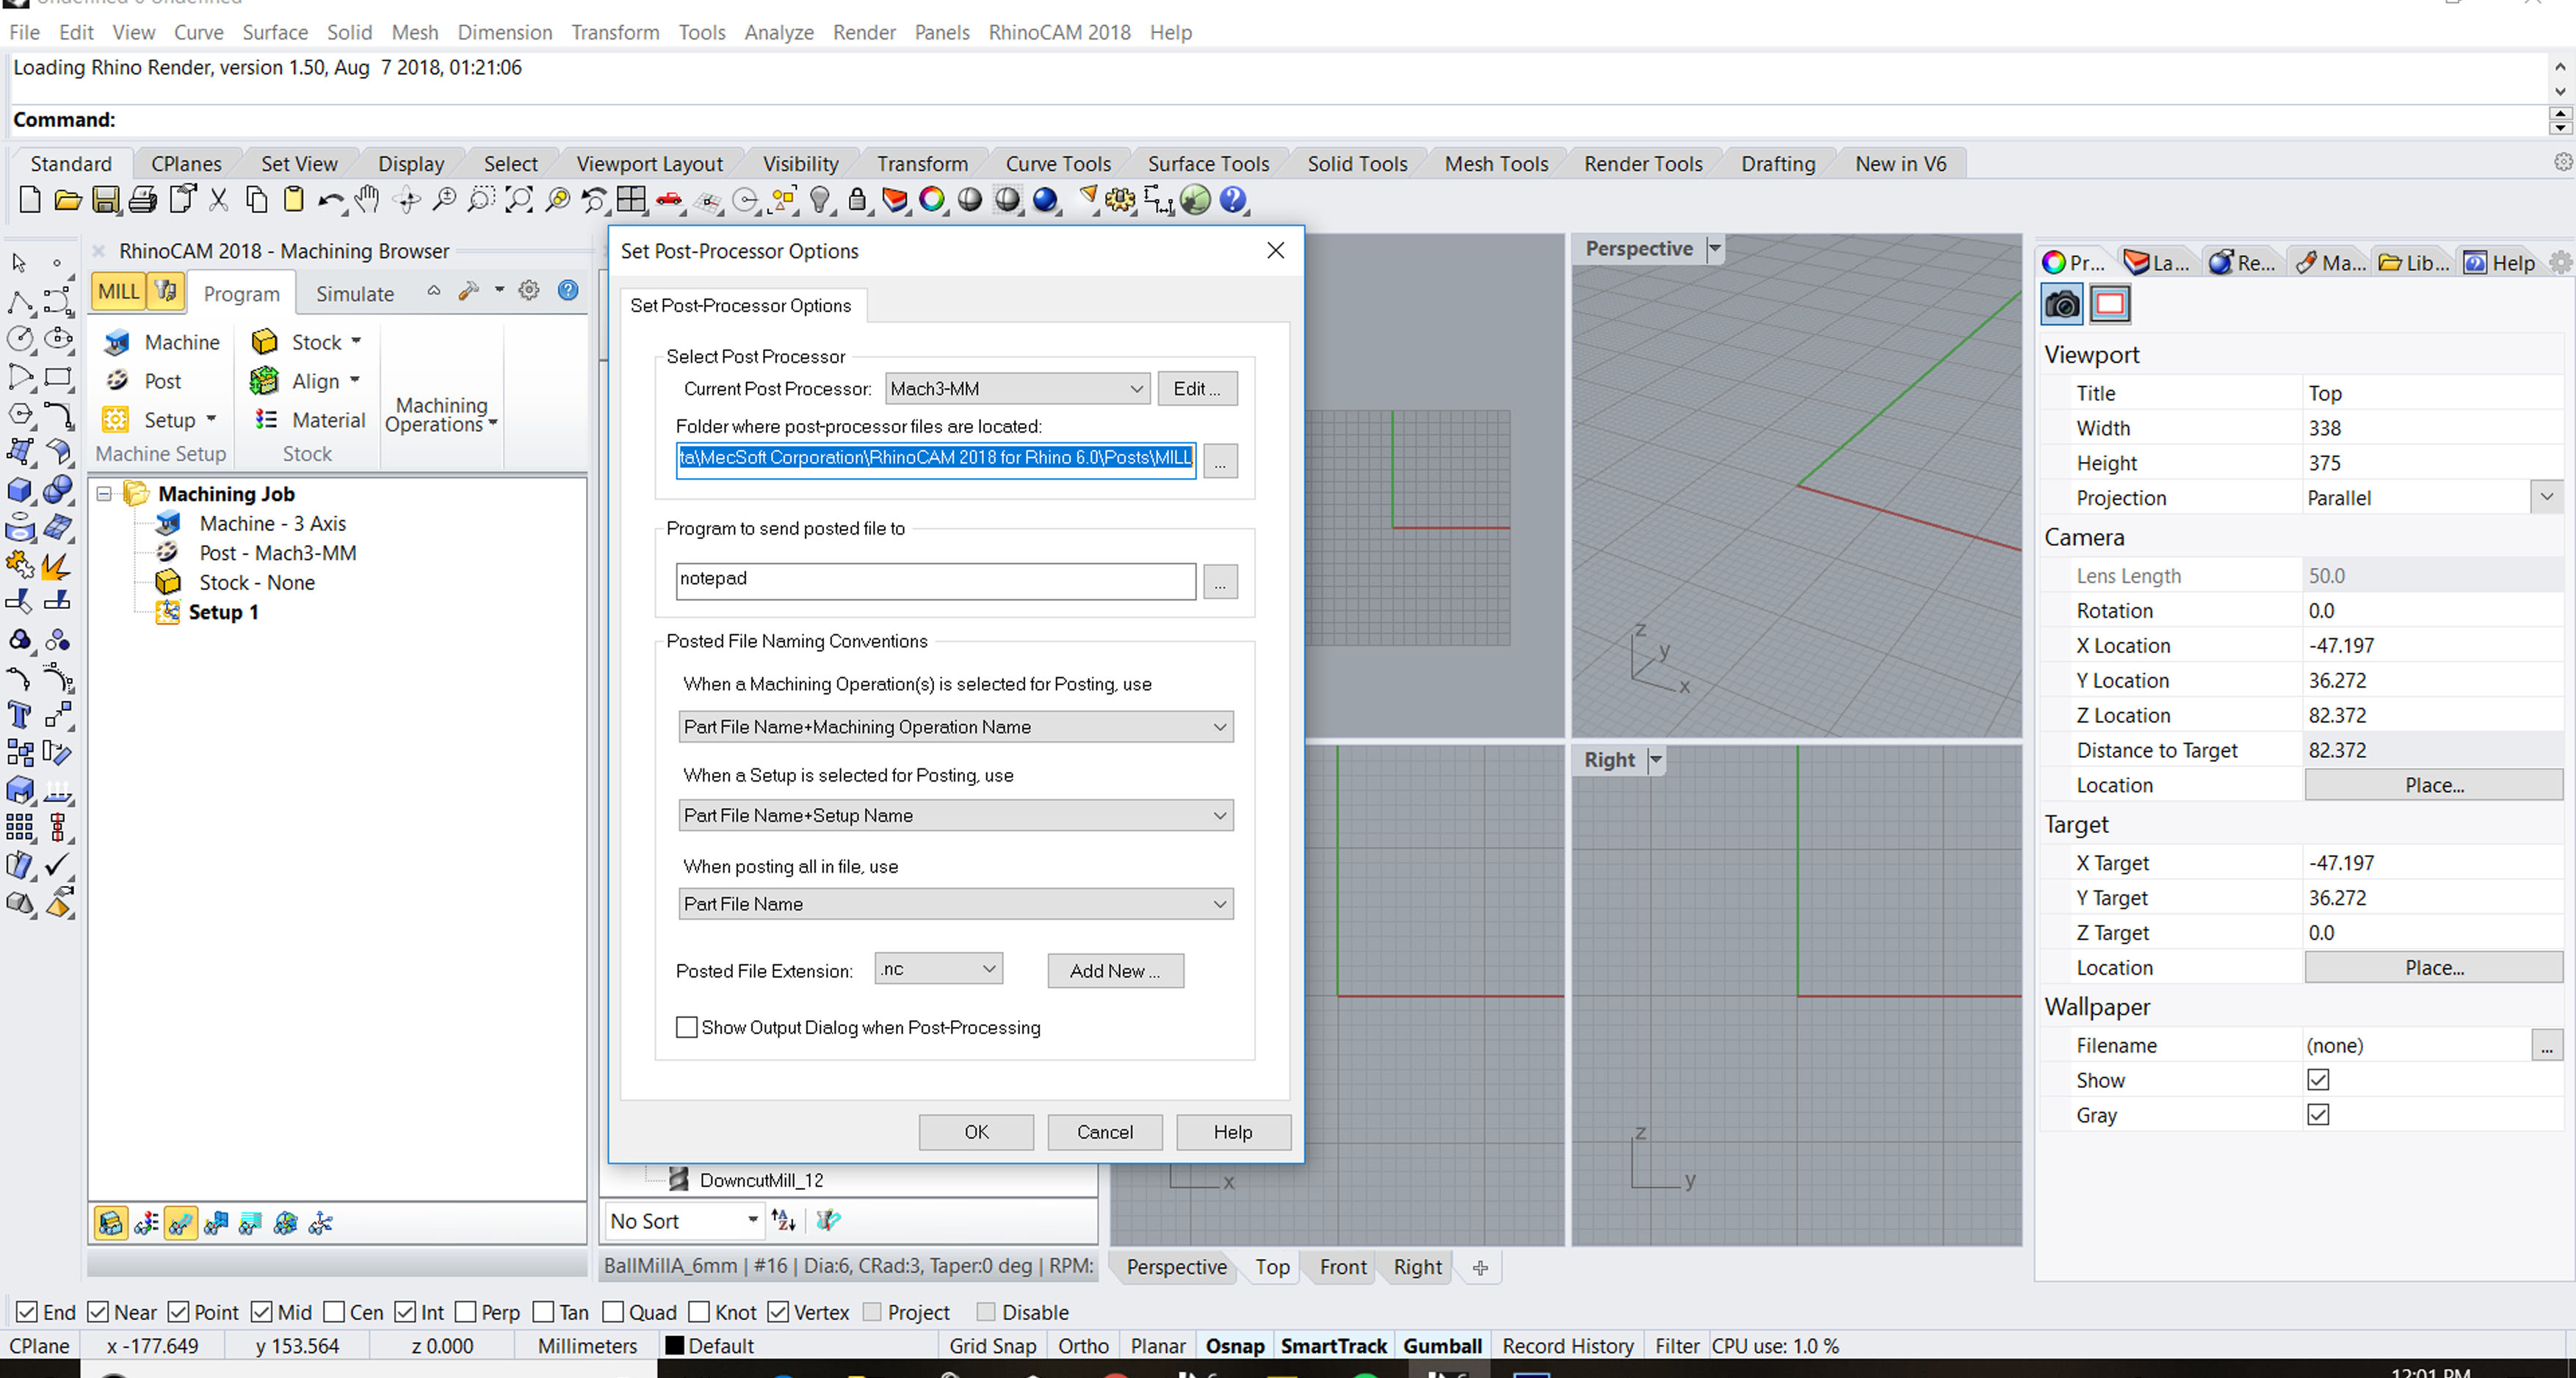 File Edit View Curve Surface Solid Mesh Dimension Transform Tools Analyze Render Panels RhinoCAM 2018 Help
Loading Rhino Render, version 1.50, Aug 7 2018, 01:21:06
Command:
Standard CPlanes Set View Display Select Viewport Layout Visibility Transform Curve Tools Surface Tools Solid Tools Mesh Tools Render Tools Drafting New in V6
RhinoCAM 2018 - Machining Browser
MILL Program Simulate
Machine Stock
Post Align
Setup Material
Machining Operations
Machine Setup Stock
Machining Job
Machine - 3 Axis
Post - Mach3-MM
Stock - None
Setup 1
Set Post-Processor Options
Set Post-Processor Options
Select Post Processor
Current Post Processor: Mach3-MM Edit ...
Folder where post-processor files are located:
ta\MecSoft Corporation\RhinoCAM 2018 for Rhino 6.0\Posts\MILL ...
Program to send posted file to
notepad ...
Posted File Naming Conventions
When a Machining Operation(s) is selected for Posting, use
Part File Name+Machining Operation Name
When a Setup is selected for Posting, use
Part File Name+Setup Name
When posting all in file, use
Part File Name
Posted File Extension: .nc Add New ...
Show Output Dialog when Post-Processing
OK Cancel Help
DowncutMill_12
No Sort
BallMillA_6mm | #16 | Dia:6, CRad:3, Taper:0 deg | RPM:
Perspective
z
y
x
Right
x
z
y
Perspective Top Front Right
Pr... La... Re... Ma... Lib... Help
Viewport
Title Top
Width 338
Height 375
Projection Parallel
Camera
Lens Length 50.0
Rotation 0.0
X Location -47.197
Y Location 36.272
Z Location 82.372
Distance to Target 82.372
Location Place...
Target
X Target -47.197
Y Target 36.272
Z Target 0.0
Location Place...
Wallpaper
Filename (none) ...
Show
Gray
End Near Point Mid Cen Int Perp Tan Quad Knot Vertex Project Disable
CPlane x -177.649 y 153.564 z 0.000 Millimeters Default Grid Snap Ortho Planar Osnap SmartTrack Gumball Record History Filter CPU use: 1.0 %
12:01 PM